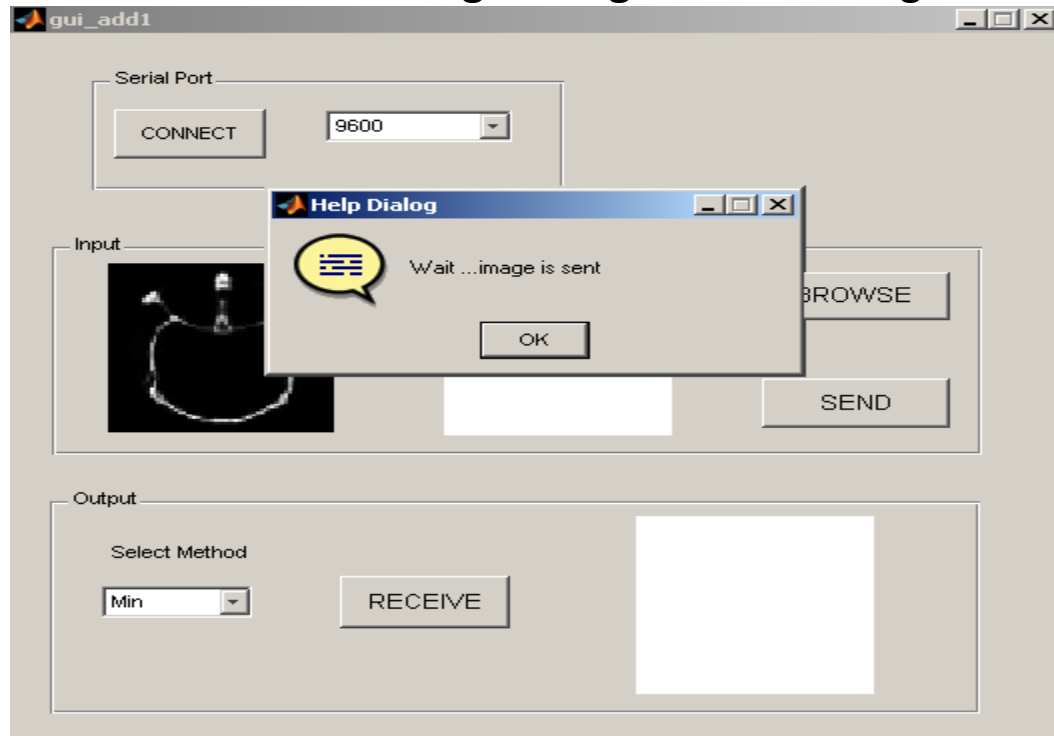 gui_add1
Serial Port
CONNECT
9600
Help Dialog
Wait ...image is sent
OK
Input
BROWSE
SEND
Output
Select Method
Min
RECEIVE